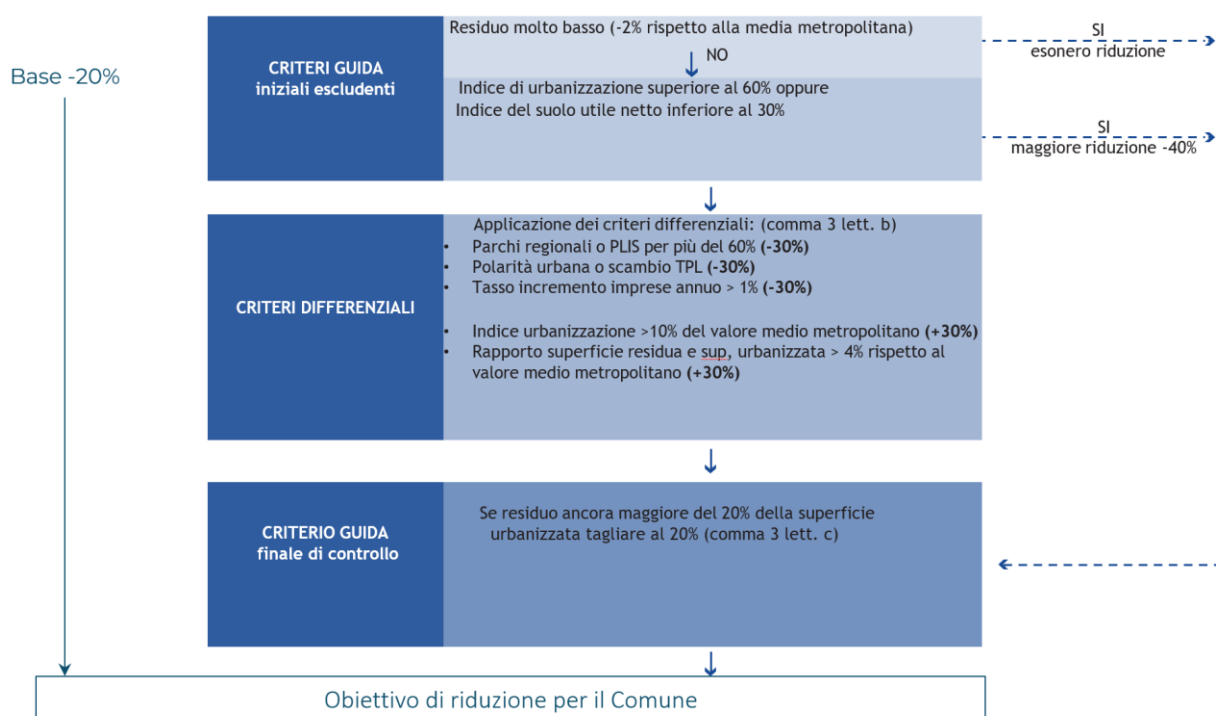 Base -20%
CRITERI GUIDA
iniziali escludenti
Residuo molto basso (-2% rispetto alla media metropolitana)
NO
SI
esonero riduzione
Indice di urbanizzazione superiore al 60% oppure
Indice del suolo utile netto inferiore al 30%
SI
maggiore riduzione -40%
CRITERI DIFFERENZIALI
Applicazione dei criteri differenziali: (comma 3 lett. b)
• Parchi regionali o PLIS per più del 60% (-30%)
• Polarità urbana o scambio TPL (-30%)
• Tasso incremento imprese annuo > 1% (-30%)
• Indice urbanizzazione >10% del valore medio metropolitano (+30%)
• Rapporto superficie residua e sup, urbanizzata > 4% rispetto al
valore medio metropolitano (+30%)
CRITERIO GUIDA
finale di controllo
Se residuo ancora maggiore del 20% della superficie
urbanizzata tagliare al 20% (comma 3 lett. c)
Obiettivo di riduzione per il Comune